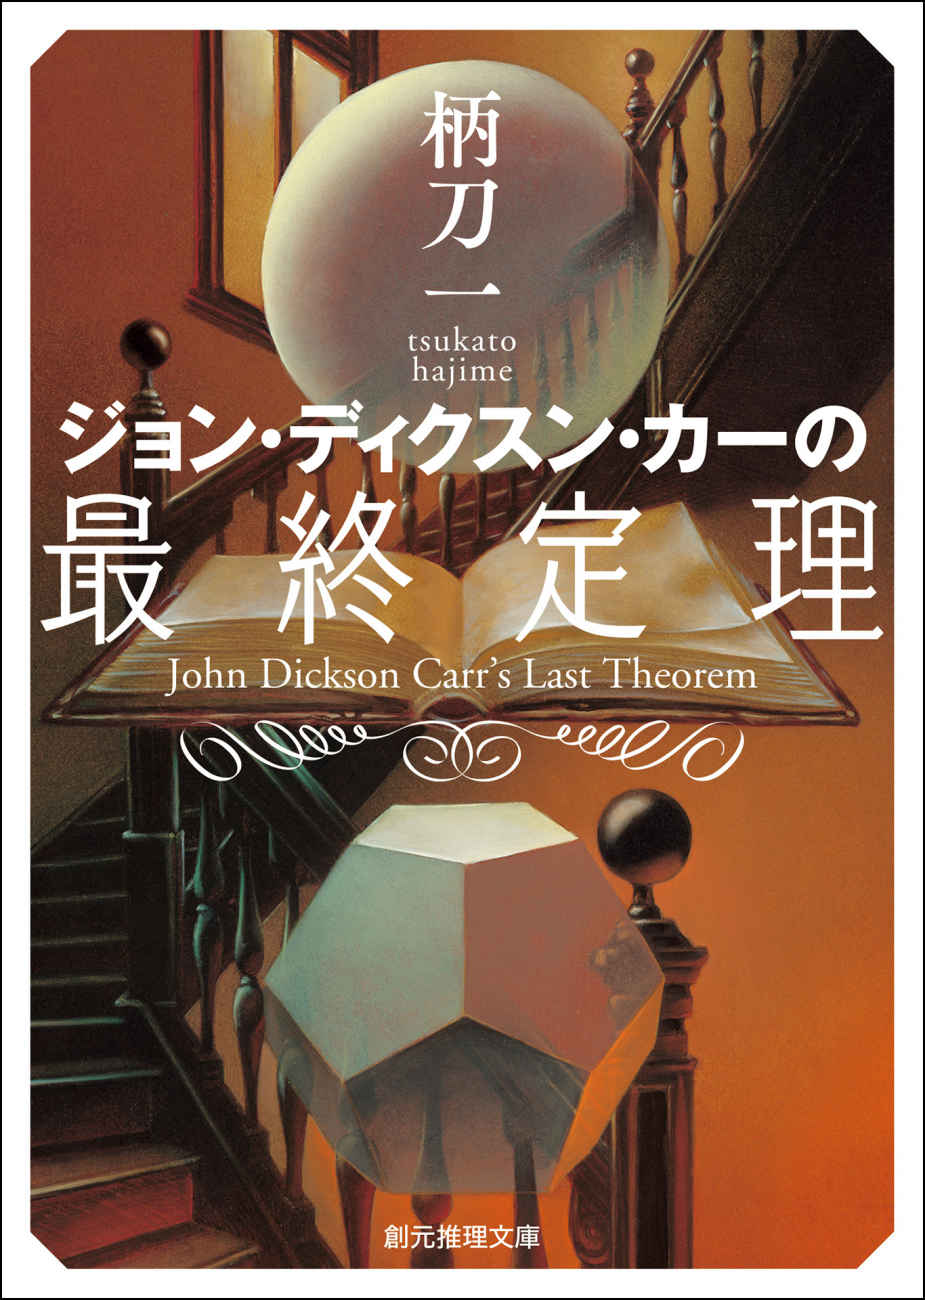 柄刀一
tsukato
hajime
ジョン・ディクスン・カーの
最終定理
John Dickson Carr's Last Theorem
創元推理文庫